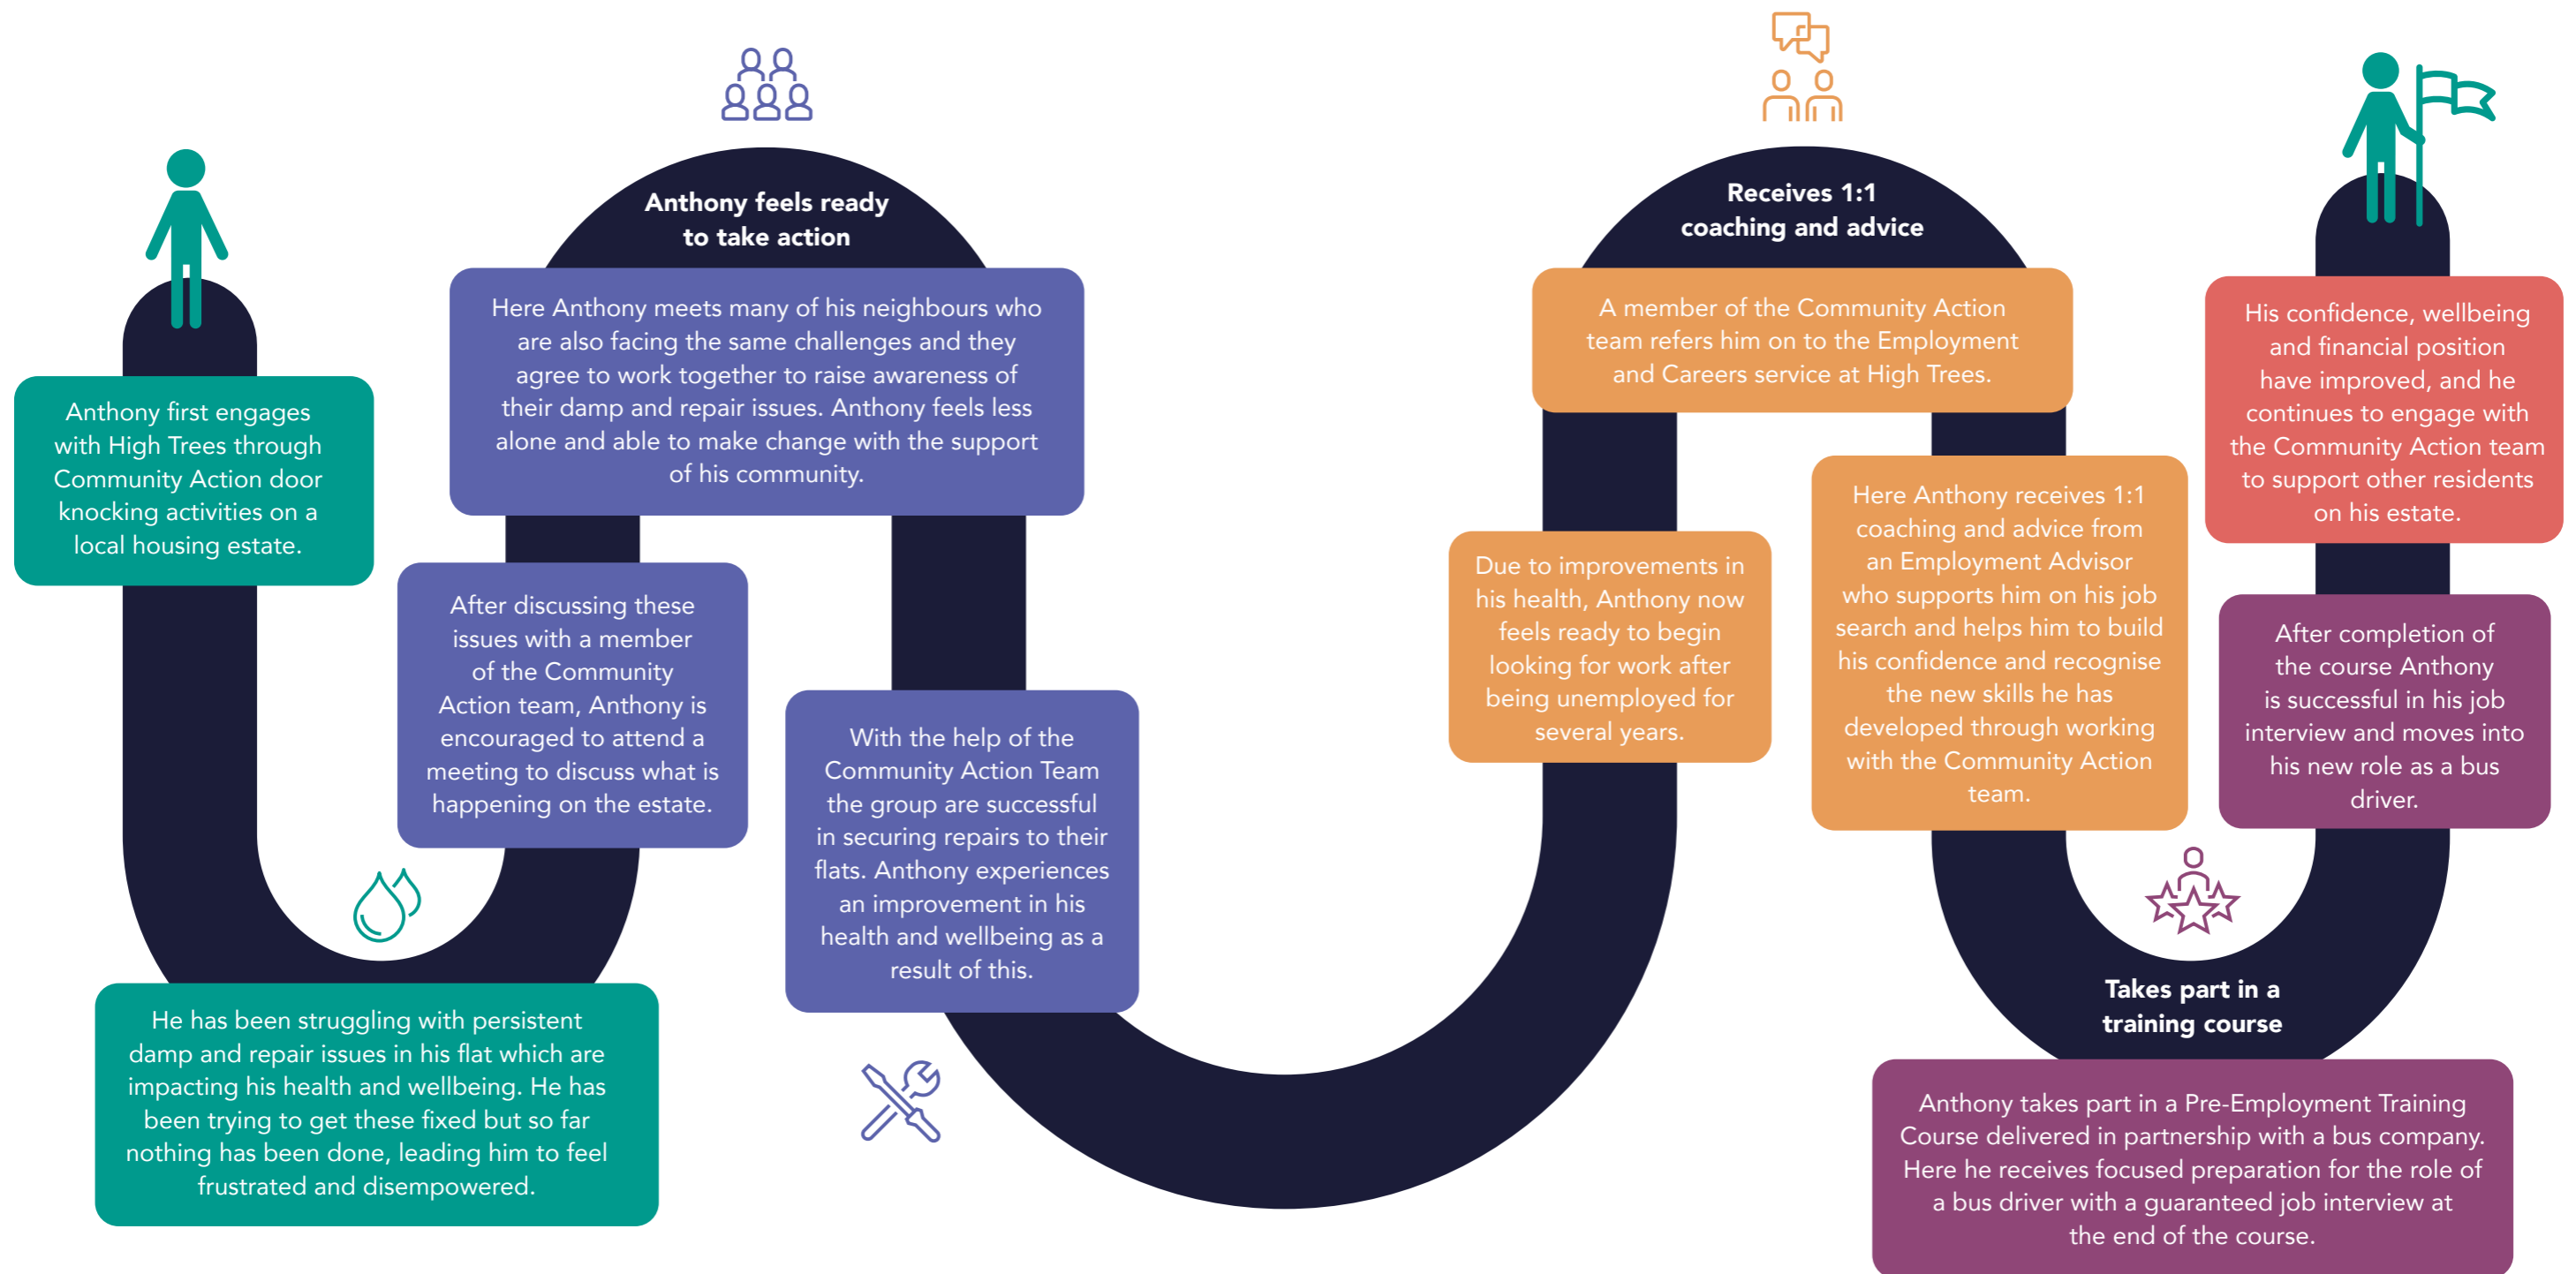 Anthony first engages
with High Trees through
Community Action door
knocking activities on a
local housing estate.
He has been struggling with persistent
damp and repair issues in his flat which are
impacting his health and wellbeing. He has
been trying to get these fixed but so far
nothing has been done, leading him to feel
frustrated and disempowered.
After discussing these
issues with a member
of the Community
Action team, Anthony is
encouraged to attend a
meeting to discuss what is
happening on the estate.
Anthony feels ready
to take action
Here Anthony meets many of his neighbours who
are also facing the same challenges and they
agree to work together to raise awareness of
their damp and repair issues. Anthony feels less
alone and able to make change with the support
of his community.
With the help of the
Community Action Team
the group are successful
in securing repairs to their
flats. Anthony experiences
an improvement in his
health and wellbeing as a
result of this.
Due to improvements in
his health, Anthony now
feels ready to begin
looking for work after
being unemployed for
several years.
Receives 1:1
coaching and advice
A member of the Community Action
team refers him on to the Employment
and Careers service at High Trees.
Here Anthony receives 1:1
coaching and advice from
an Employment Advisor
who supports him on his job
search and helps him to build
his confidence and recognise
the new skills he has
developed through working
with the Community Action
team.
Takes part in a
training course
Anthony takes part in a Pre-Employment Training
Course delivered in partnership with a bus company.
Here he receives focused preparation for the role of
a bus driver with a guaranteed job interview at
the end of the course.
After completion of
the course Anthony
is successful in his job
interview and moves into
his new role as a bus
driver.
His confidence, wellbeing
and financial position
have improved, and he
continues to engage with
the Community Action team
to support other residents
on his estate.